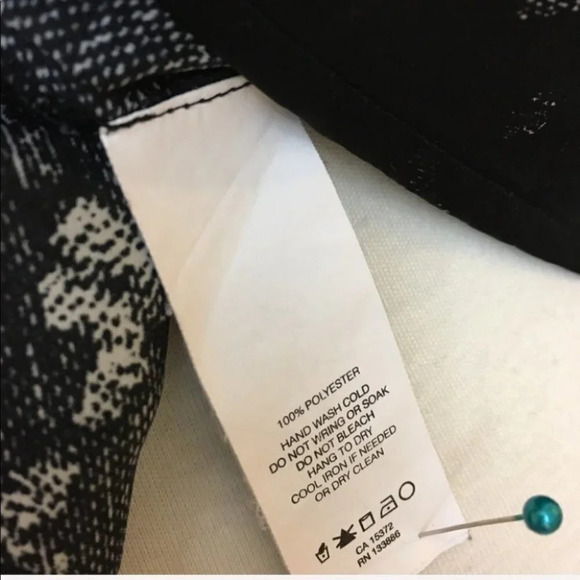 100% POLYESTER
HAND WASH COLD
DO NOT WRING OR SOAK
DO NOT BLEACH
HANG TO DRY
COOL IRON IF NEEDED
OR DRY CLEAN
CA 15372
RN 133886